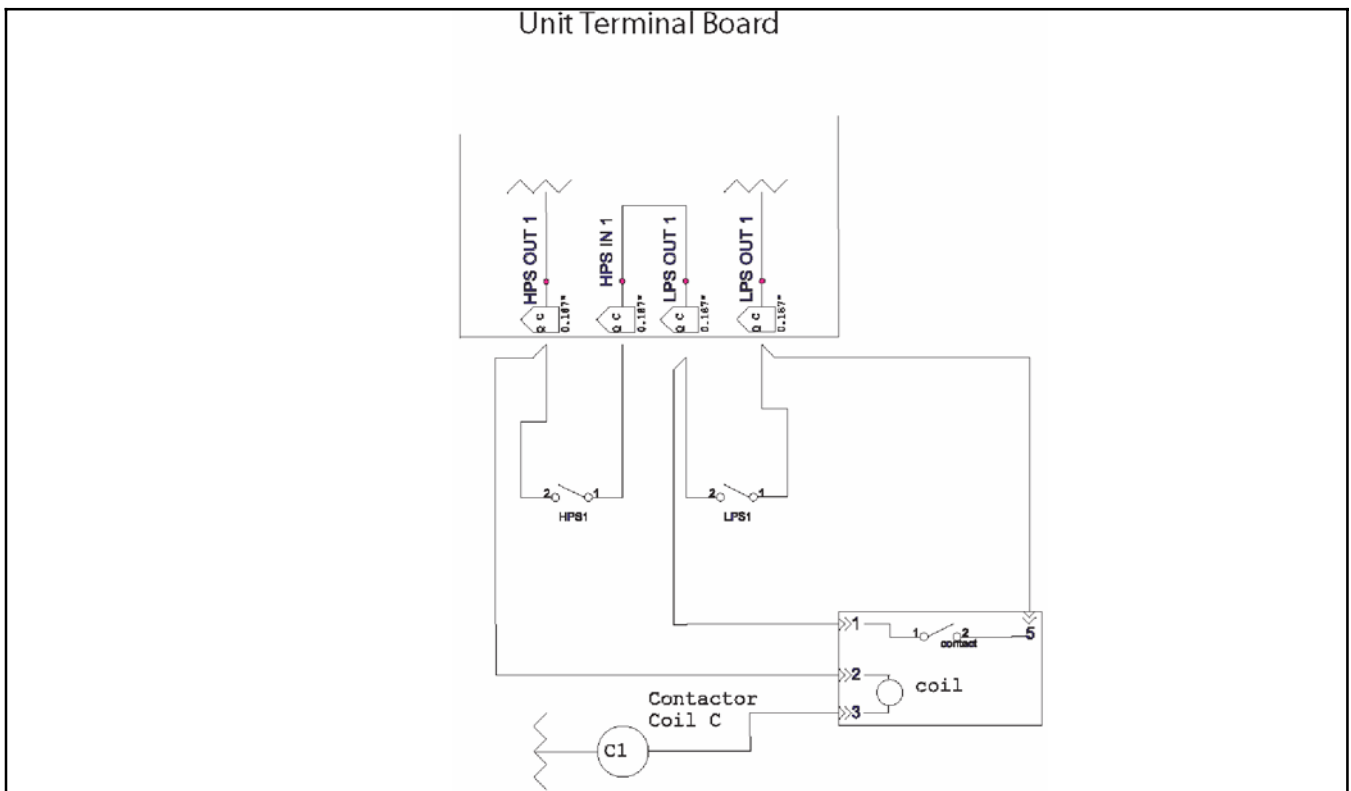 Unit Terminal Board
HPS OUT 1
HPS IN 1
LPS OUT 1
LPS OUT 1
Q C
0.187"
Q C
0.187"
Q C
0.187"
Q C
0.187"
2
1
HPS1
2
1
LPS1
1
1
2
contact
5
2
coil
3
Contactor
Coil C
C1